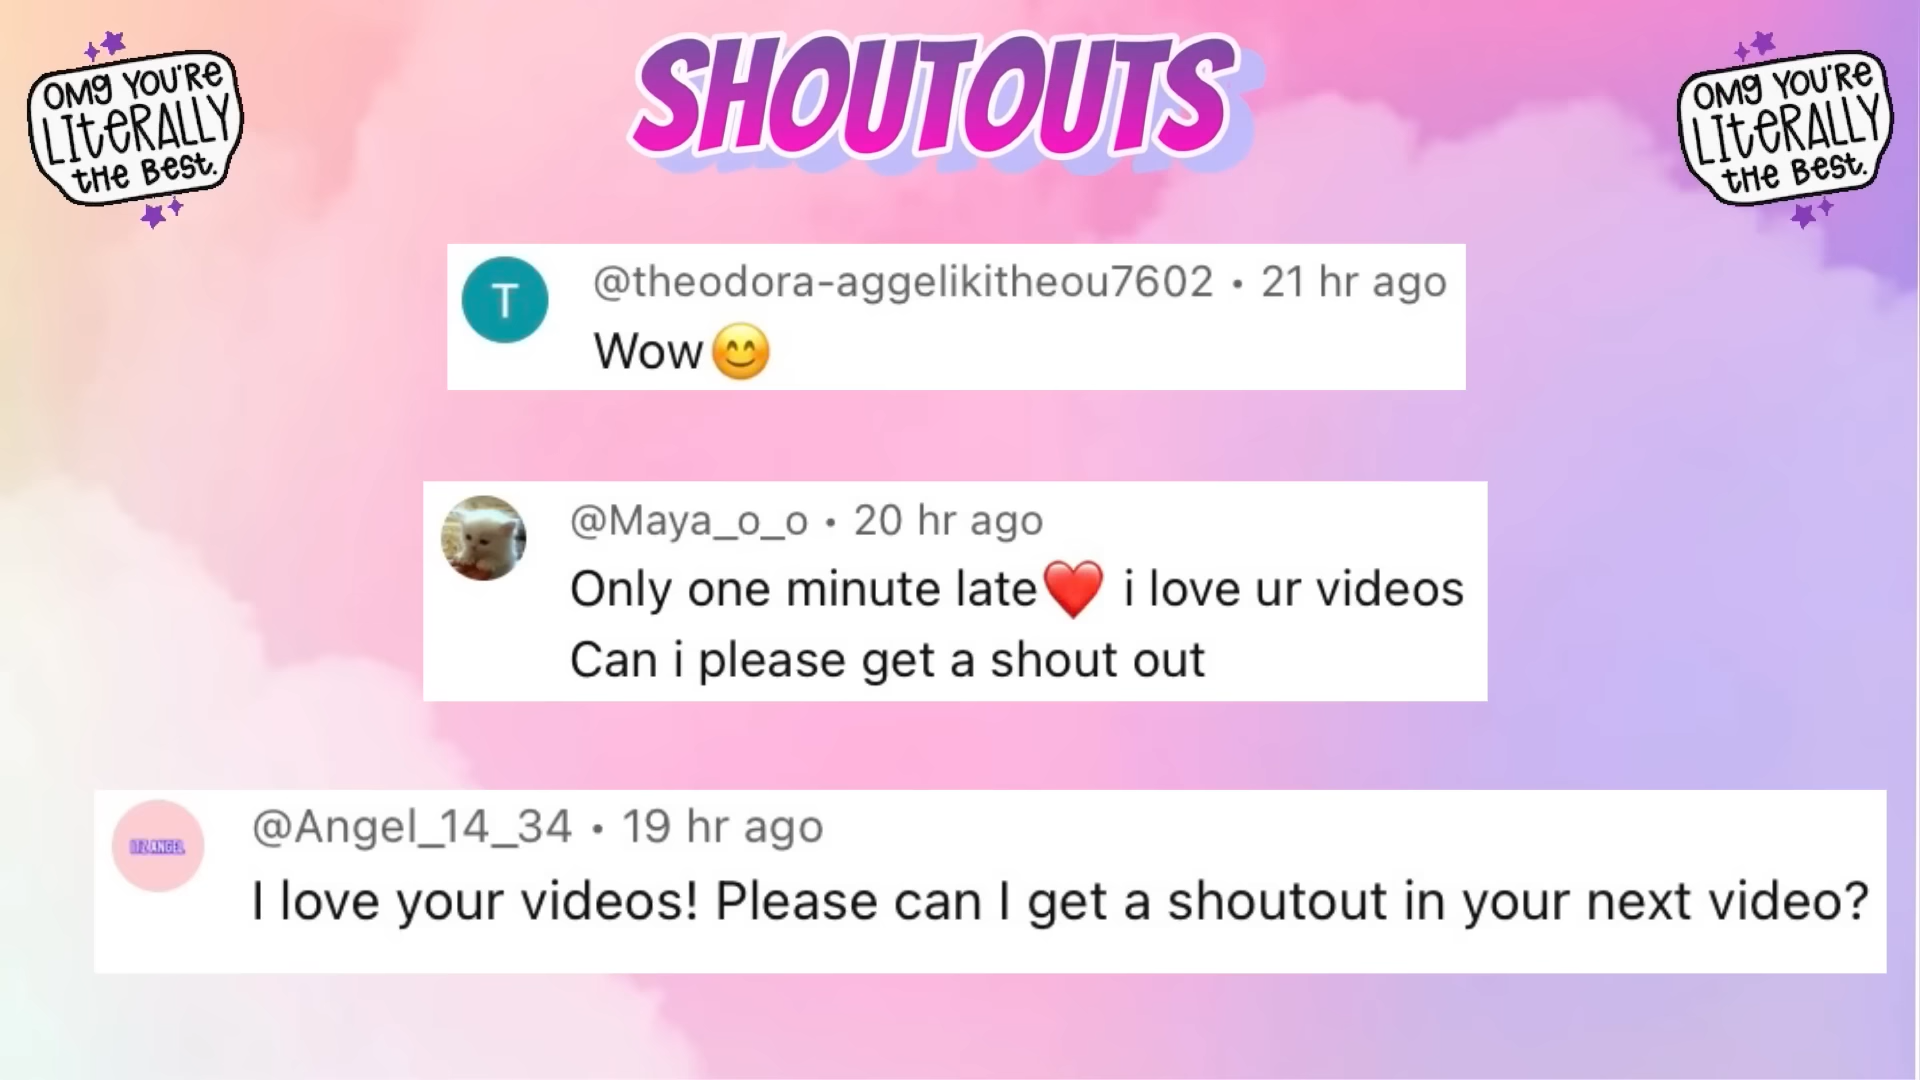 SHOUTOUTS
OMG YOU'RE
LITERALLY
THE BEST.
OMG YOU'RE
LITERALLY
THE BEST.
T
@theodora-aggelikitheou7602 • 21 hr ago
Wow😊
@Maya_o_o • 20 hr ago
Only one minute late❤️ i love ur videos
Can i please get a shout out
ITZ ANGEL
@Angel_14_34 • 19 hr ago
I love your videos! Please can I get a shoutout in your next video?